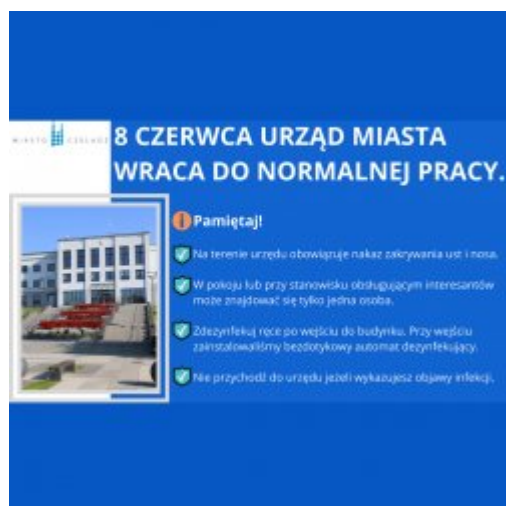 MIASTO CZELADŹ
8 CZERWCA URZĄD MIASTA
WRACA DO NORMALNEJ PRACY.
Pamiętaj!
Na terenie urzędu obowiązuje nakaz zakrywania ust i nosa.
W pokoju lub przy stanowisku obsługującym interesantów
może znajdować się tylko jedna osoba.
Zdezynfekuj ręce po wejściu do budynku. Przy wejściu
zainstalowaliśmy bezdotykowy automat dezynfekujący.
Nie przychodź do urzędu jeżeli wykazujesz objawy infekcji.